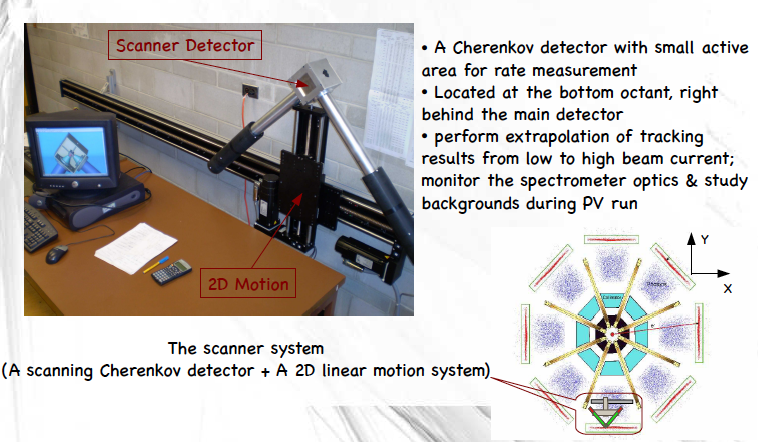 Scanner Detector
2D Motion
• A Cherenkov detector with small active
area for rate measurement
• Located at the bottom octant, right
behind the main detector
• perform extrapolation of tracking
results from low to high beam current;
monitor the spectrometer optics & study
backgrounds during PV run
The scanner system
(A scanning Cherenkov detector + A 2D linear motion system)
Y
X
Photons
Collimator
e-